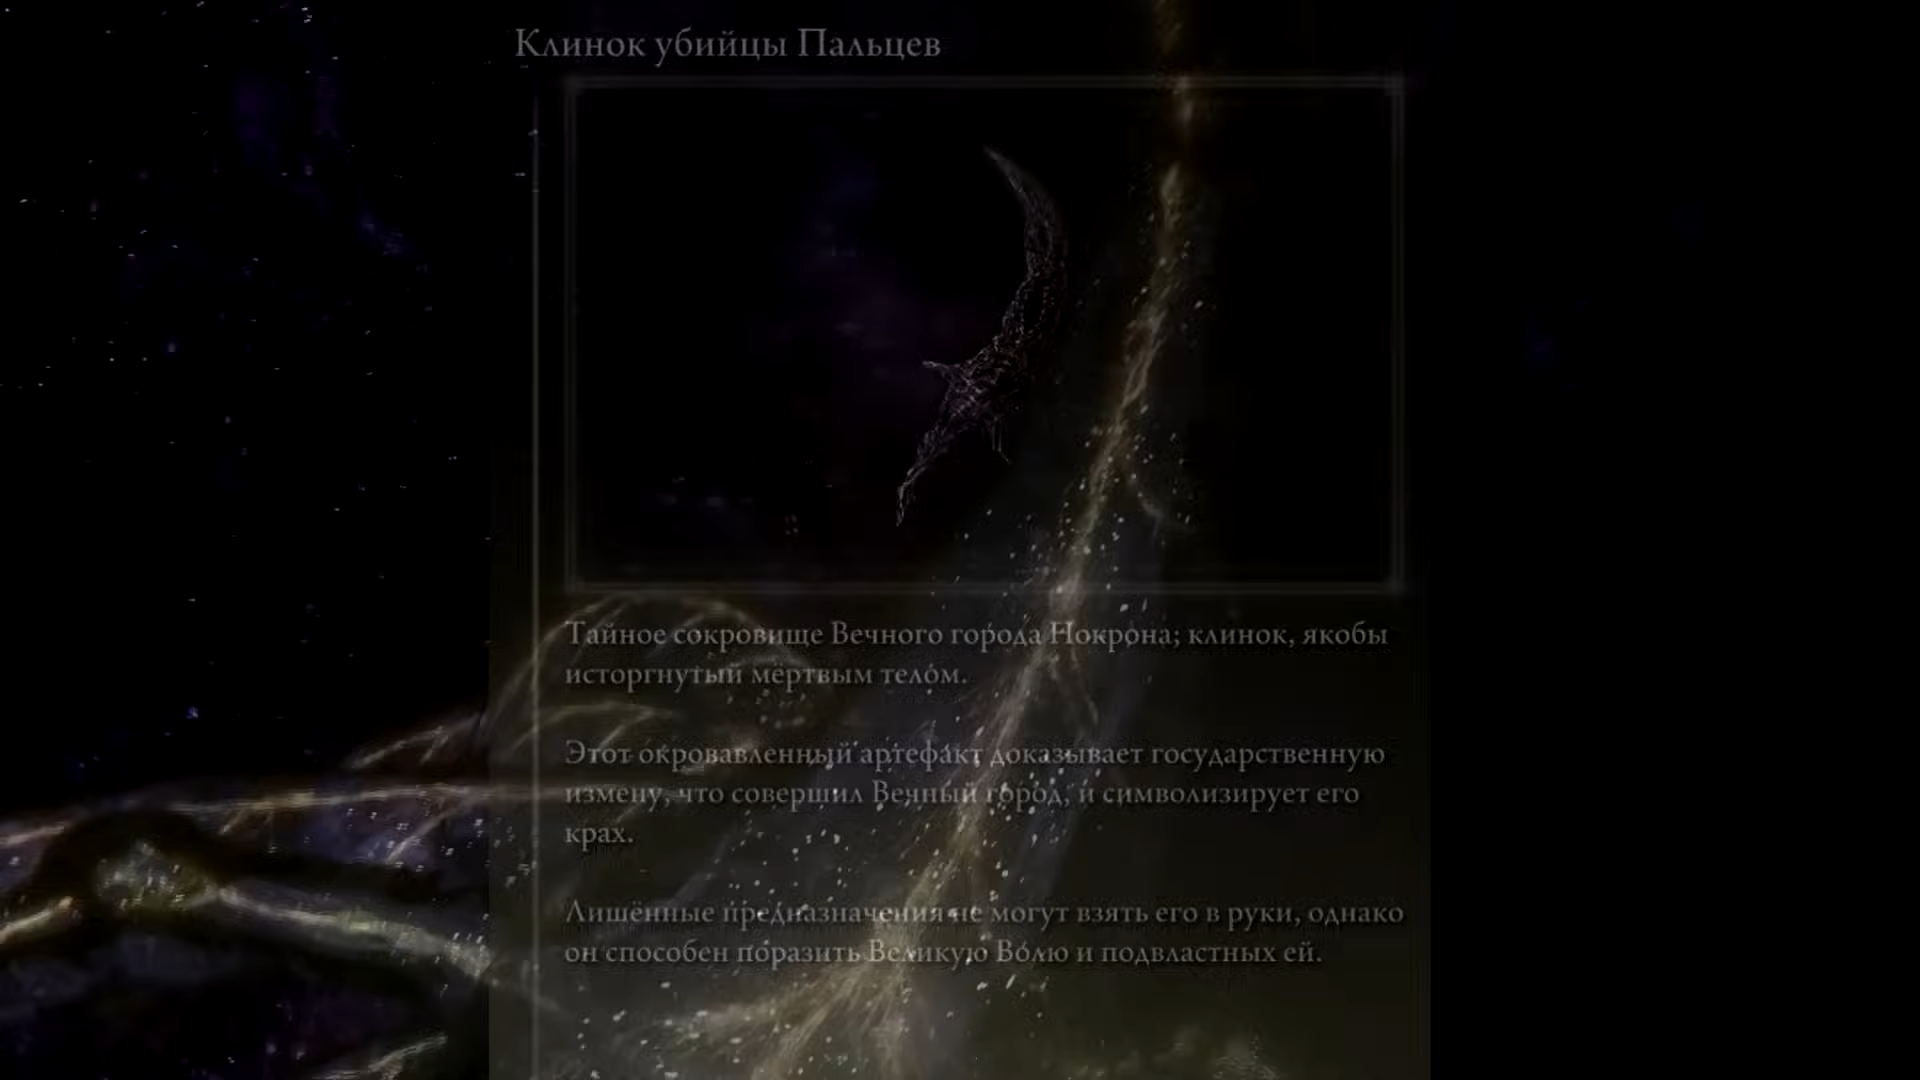 Клинок убийцы Пальцев
Тайное сокровище Вечного города Нокрона; клинок, якобы
исторгнутый мёртвым телом.
Этот окровавленный артефакт доказывает государственную
измену, что совершил Вечный город, и символизирует его
крах.
Лишённые предназначения не могут взять его в руки, однако
он способен поразить Великую Волю и подвластных ей.